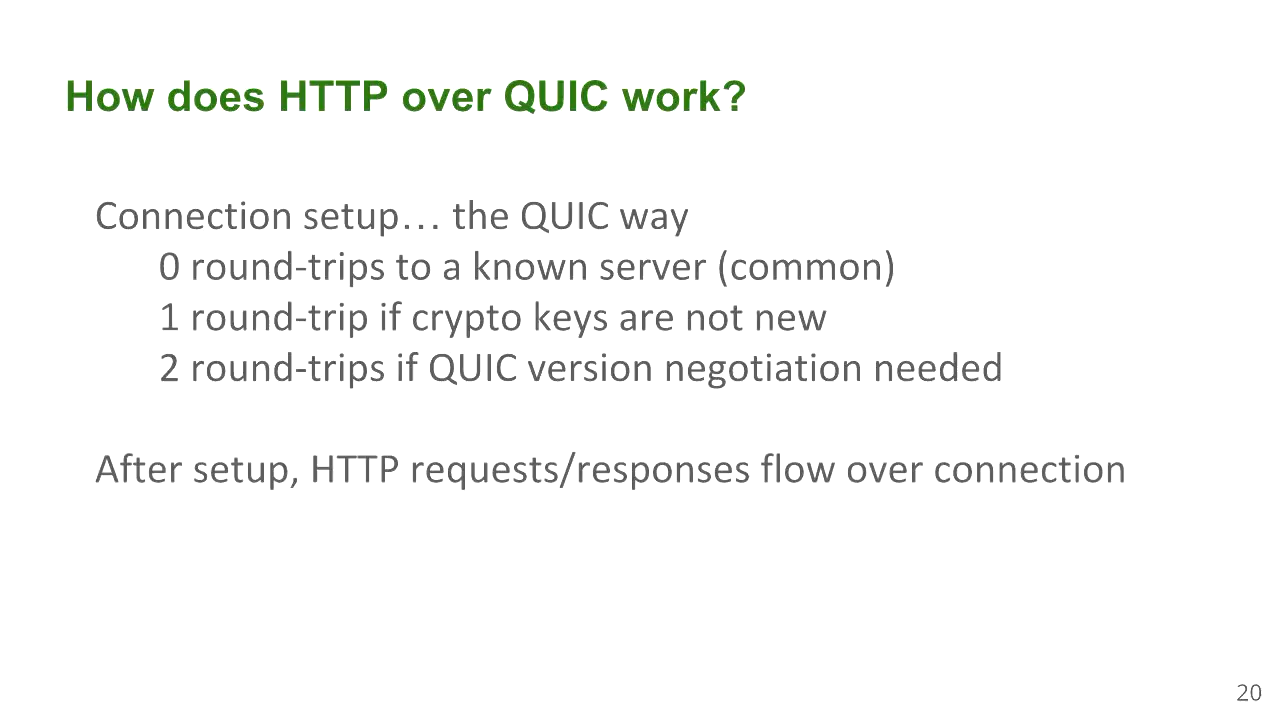 How does HTTP over QUIC work?
Connection setup… the QUIC way
0 round-trips to a known server (common)
1 round-trip if crypto keys are not new
2 round-trips if QUIC version negotiation needed
After setup, HTTP requests/responses flow over connection
20